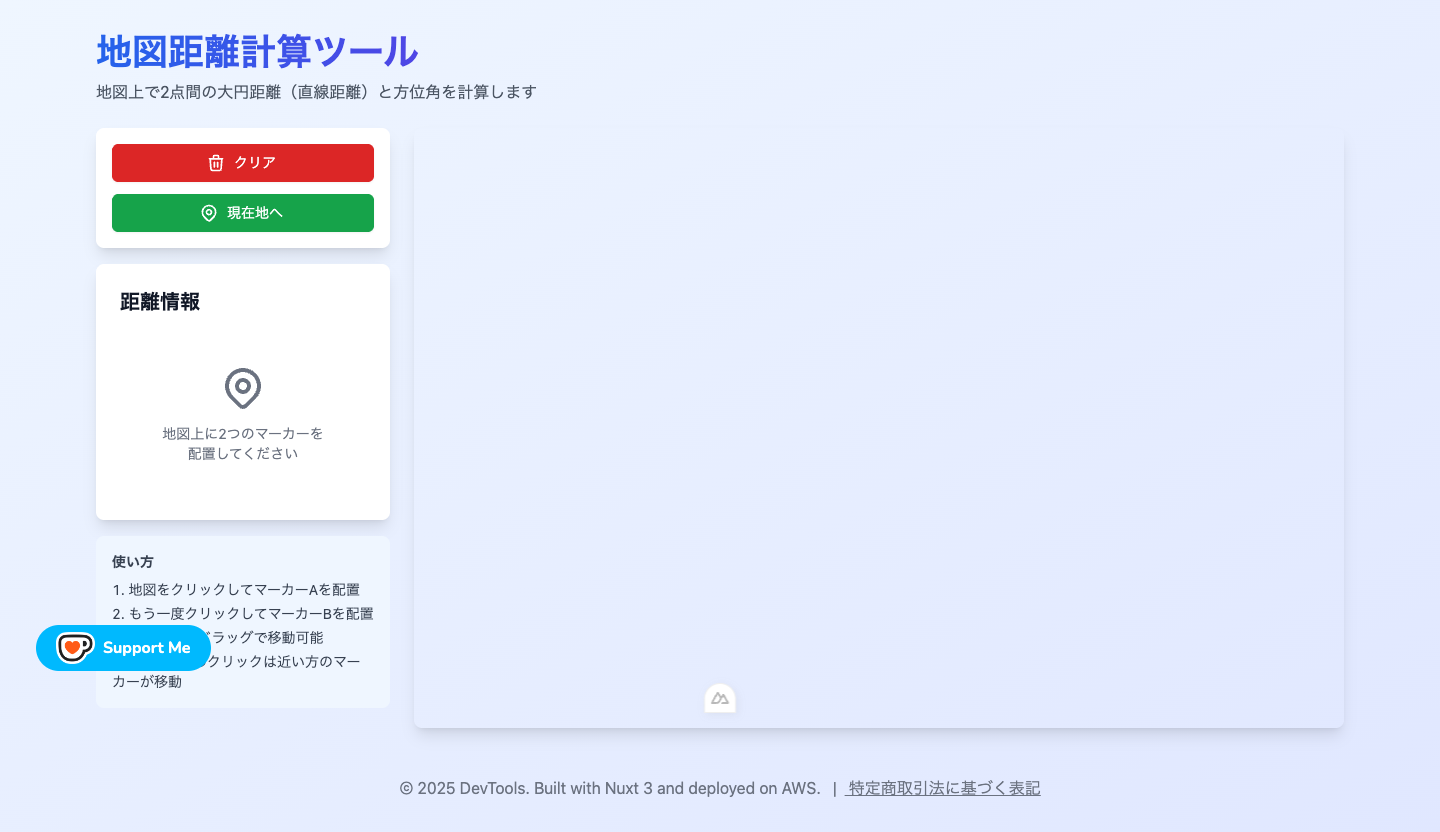 地図距離計算ツール
地図上で2点間の大円距離（直線距離）と方位角を計算します
クリア
現在地へ
距離情報
地図上に2つのマーカーを
配置してください
使い方
1. 地図をクリックしてマーカーAを配置
2. もう一度クリックしてマーカーBを配置
ラッグで移動可能
クリックは近い方のマー
カーが移動
Support Me
© 2025 DevTools. Built with Nuxt 3 and deployed on AWS. | 特定商取引法に基づく表記